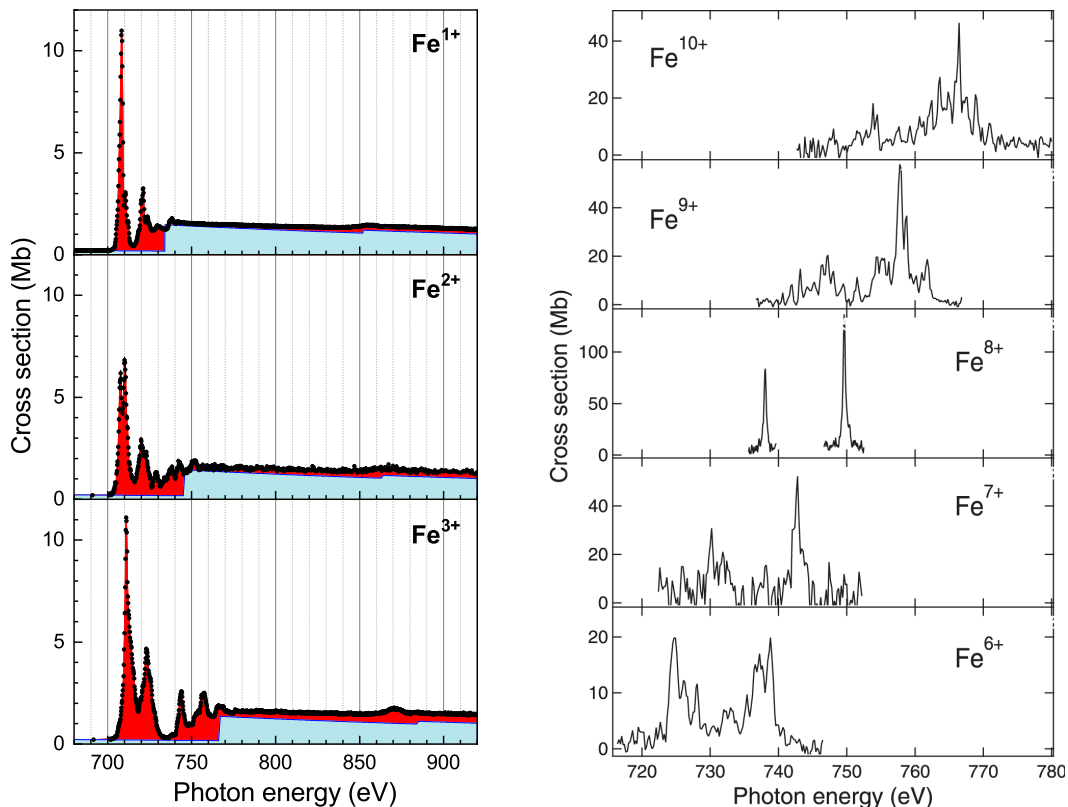 Fe1+
10
5
0
Fe2+
10
5
0
Fe3+
10
5
0
700 750 800 850 900
Photon energy (eV)
Cross section (Mb)
Fe10+
40
20
0
Fe9+
40
20
0
Fe8+
100
50
0
Fe7+
40
20
0
Fe6+
20
10
0
720 730 740 750 760 770 780
Photon energy (eV)
Cross section (Mb)